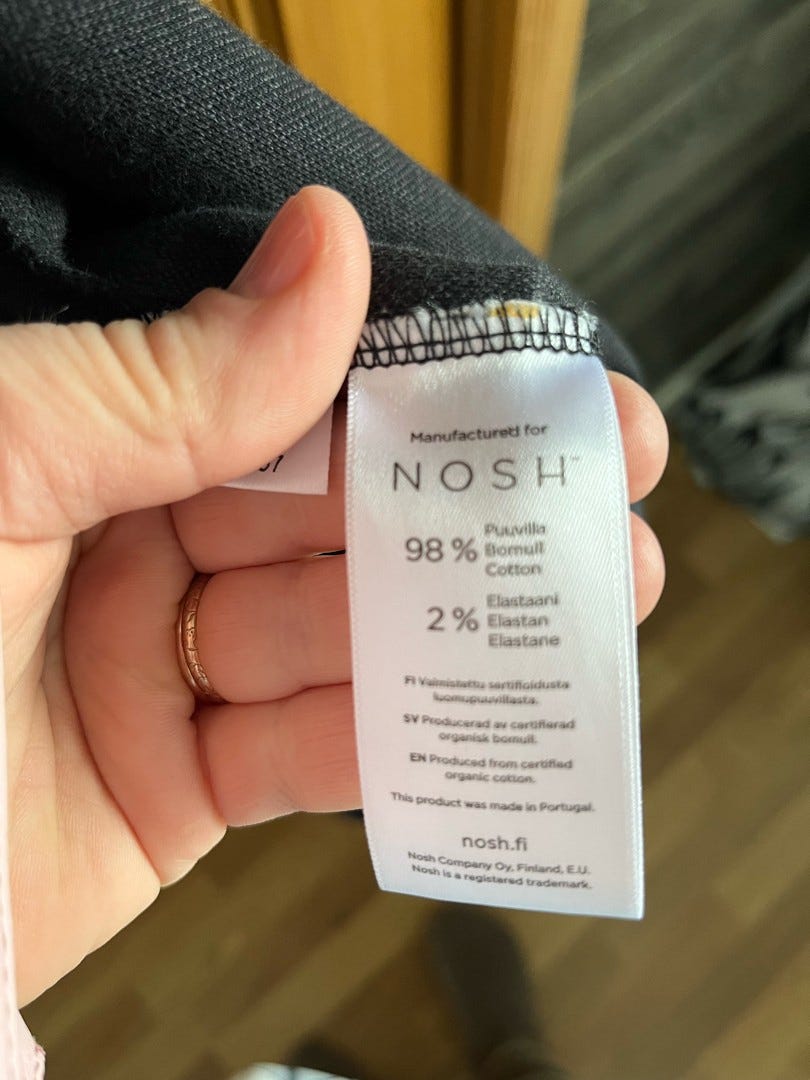 Manufactured for
NOSH™
98 % Puuvilla
Bomull
Cotton
2 % Elastaani
Elastan
Elastane
FI Valmistettu sertifioidusta
luomupuuvillasta.
SV Producerad av certifierad
organisk bomull.
EN Produced from certified
organic cotton.
This product was made in Portugal.
nosh.fi
Nosh Company Oy, Finland, E.U.
Nosh is a registered trademark.